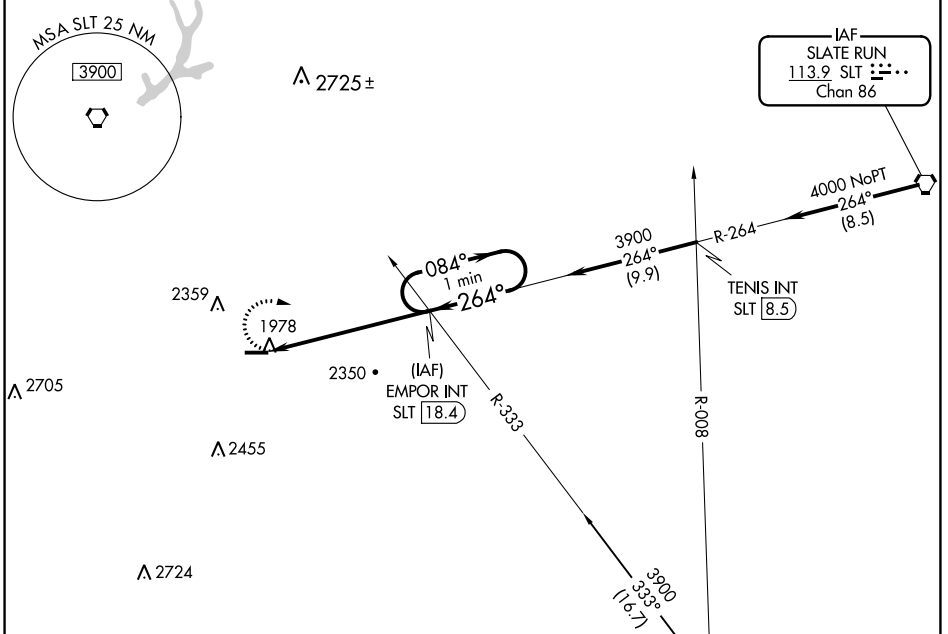 MSA SLT 25 NM
3900
2725 ±
IAF
SLATE RUN
113.9 SLT
Chan 86
4000 NoPT
264°
(8.5)
R-264
3900
264°
(9.9)
TENIS INT
SLT 8.5
084°
1 min
264°
2359
1978
2350
(IAF)
EMPOR INT
SLT 18.4
2705
R-333
R-008
2455
2724
3900
333°
(16.7)